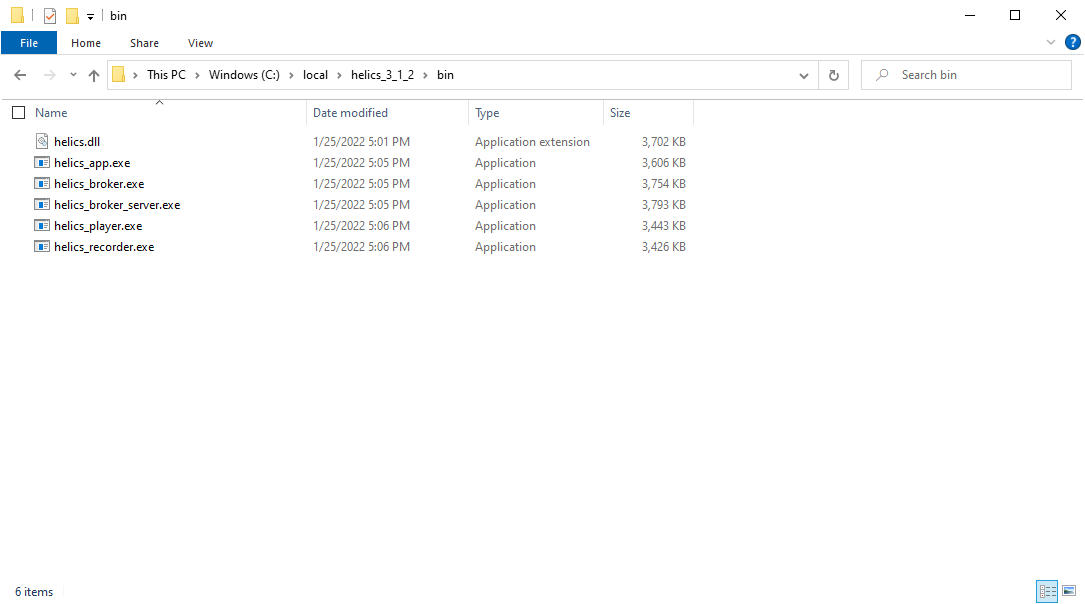 bin
File Home Share View
?
This PC > Windows (C:) > local > helics_3_1_2 > bin
Search bin
Name Date modified Type Size
helics.dll 1/25/2022 5:01 PM Application extension 3,702 KB
helics_app.exe 1/25/2022 5:05 PM Application 3,606 KB
helics_broker.exe 1/25/2022 5:05 PM Application 3,754 KB
helics_broker_server.exe 1/25/2022 5:05 PM Application 3,793 KB
helics_player.exe 1/25/2022 5:06 PM Application 3,443 KB
helics_recorder.exe 1/25/2022 5:06 PM Application 3,426 KB
6 items